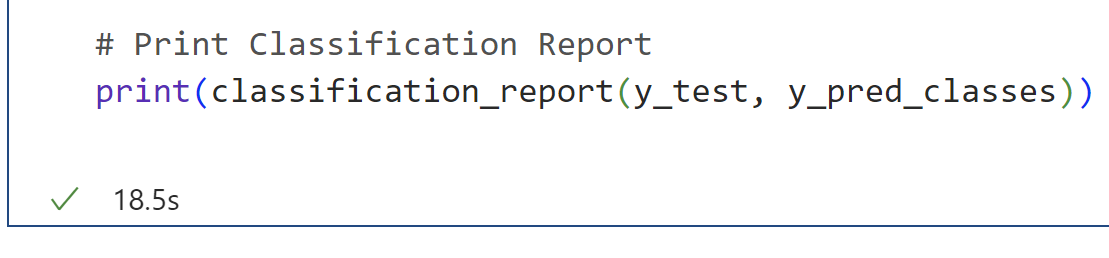 # Print Classification Report
print(classification_report(y_test, y_pred_classes))
18.5s